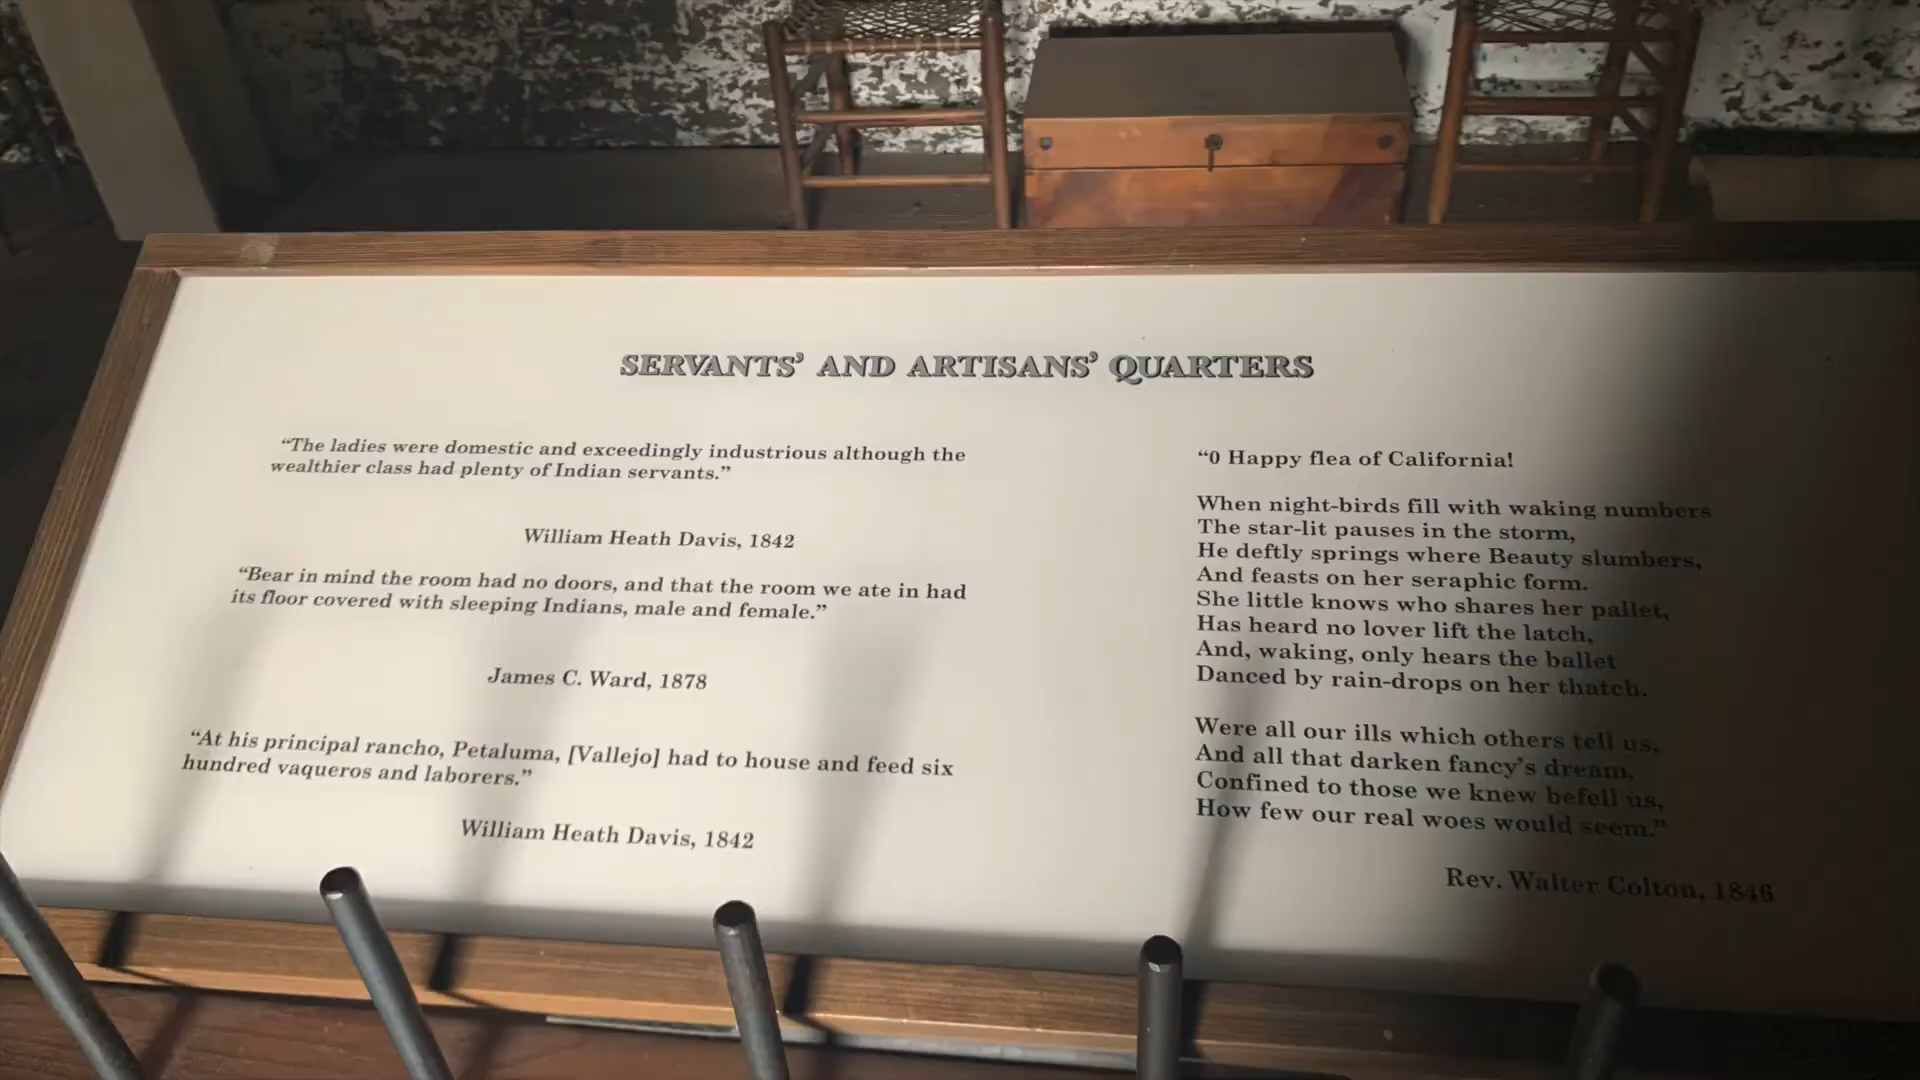 SERVANTS' AND ARTISANS' QUARTERS
“The ladies were domestic and exceedingly industrious although the
wealthier class had plenty of Indian servants.”
William Heath Davis, 1842
“Bear in mind the room had no doors, and that the room we ate in had
its floor covered with sleeping Indians, male and female.”
James C. Ward, 1878
“At his principal rancho, Petaluma, [Vallejo] had to house and feed six
hundred vaqueros and laborers.”
William Heath Davis, 1842
“0 Happy flea of California!
When night-birds fill with waking numbers
The star-lit pauses in the storm,
He deftly springs where Beauty slumbers,
And feasts on her seraphic form.
She little knows who shares her pallet,
Has heard no lover lift the latch,
And, waking, only hears the ballet
Danced by rain-drops on her thatch.
Were all our ills which others tell us,
And all that darken fancy's dream,
Confined to those we knew befell us,
How few our real woes would seem.”
Rev. Walter Colton, 1846